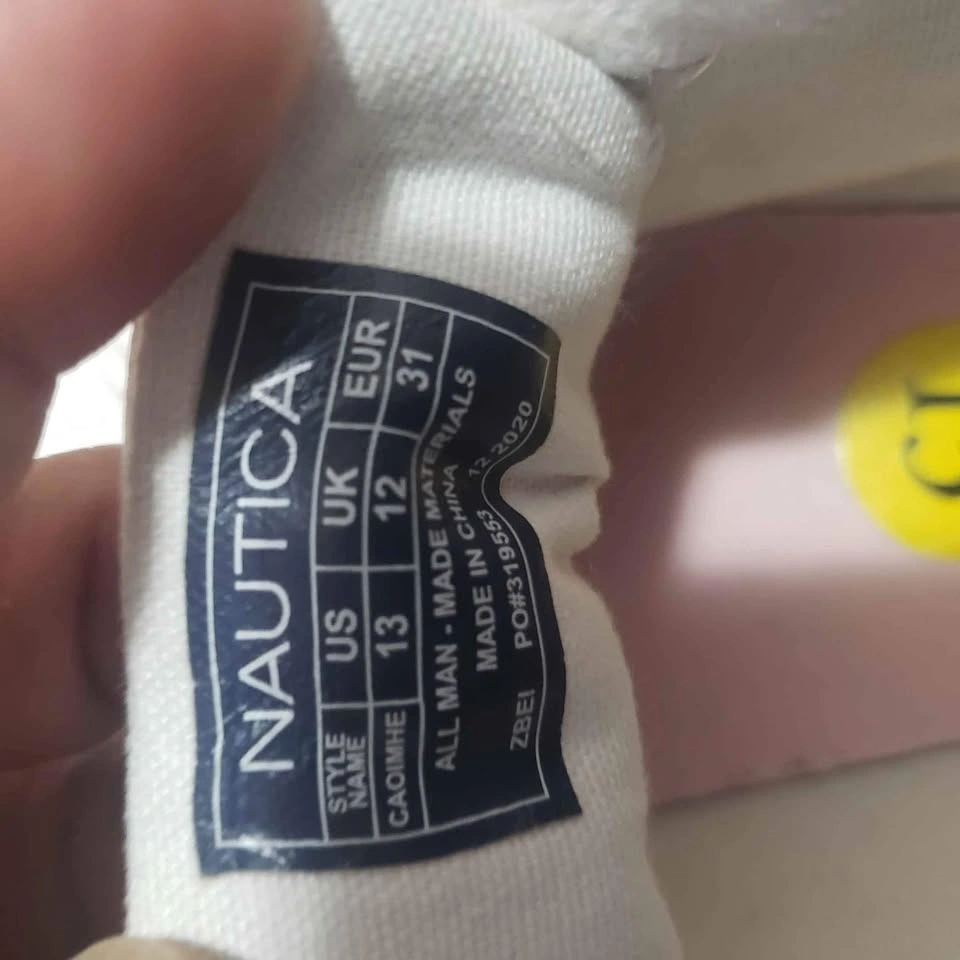 NAUTICA
STYLE NAME US UK EUR
CAOIMHE 13 12 31
ALL MAN - MADE MATERIALS
MADE IN CHINA
ZBEI PO#319553 12.2020